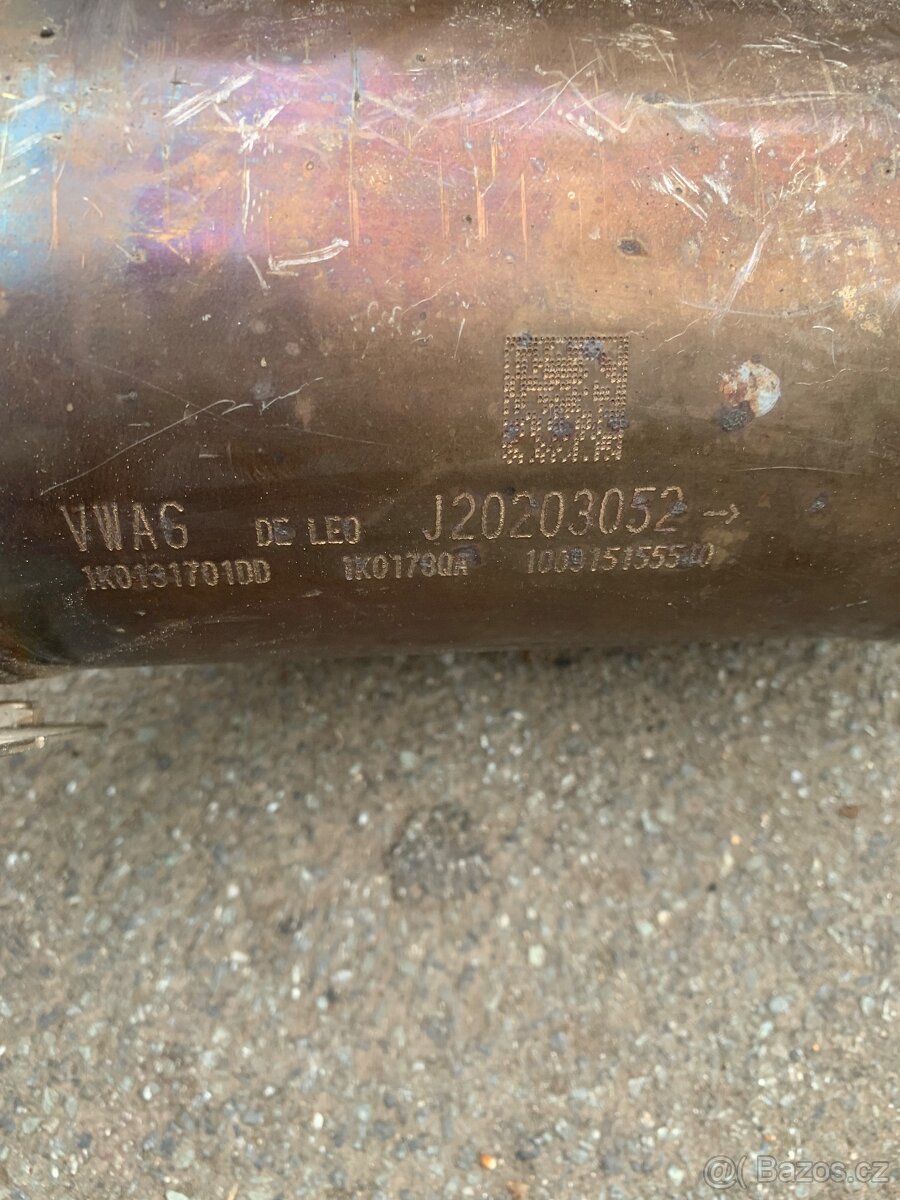 VWAG DE LEO J20203052 →
1K0131701DD 1K0178QA
@( Bazos.cz